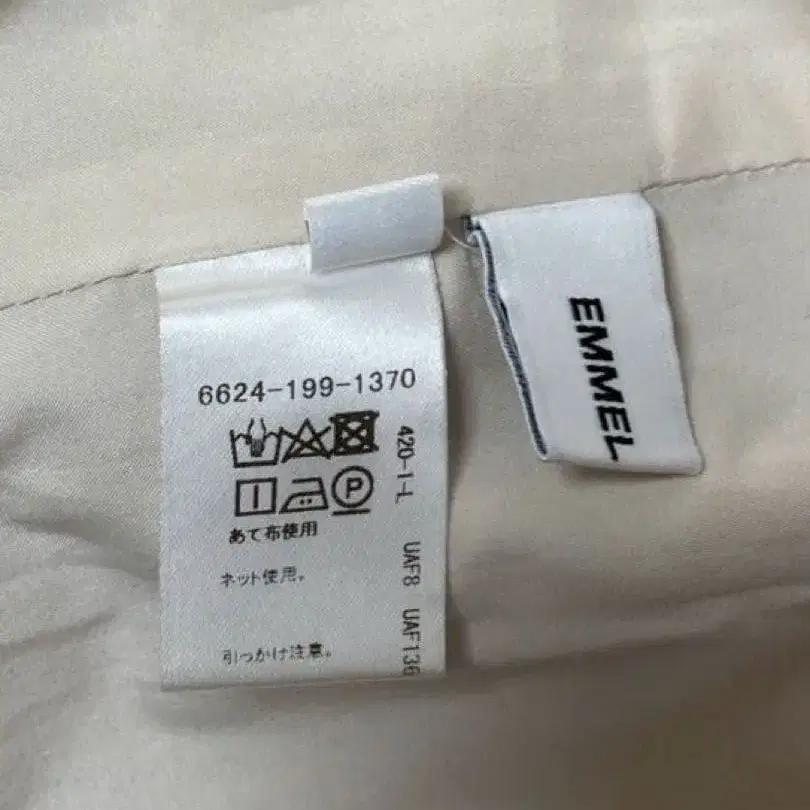 6624-199-1370
P
あて布使用
ネット使用。
引っかけ注意。
420-1-L UAF8 UAF136
EMMEL